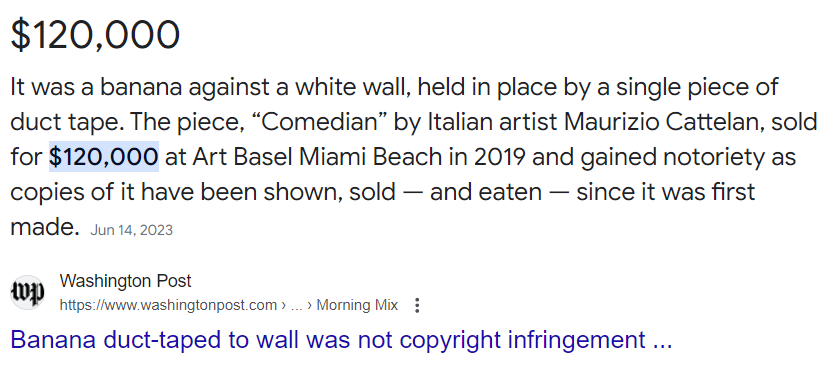 $120,000
It was a banana against a white wall, held in place by a single piece of
duct tape. The piece, “Comedian” by Italian artist Maurizio Cattelan, sold
for $120,000 at Art Basel Miami Beach in 2019 and gained notoriety as
copies of it have been shown, sold — and eaten — since it was first
made. Jun 14, 2023
wp
Washington Post
https://www.washingtonpost.com › ... › Morning Mix
Banana duct-taped to wall was not copyright infringement ...